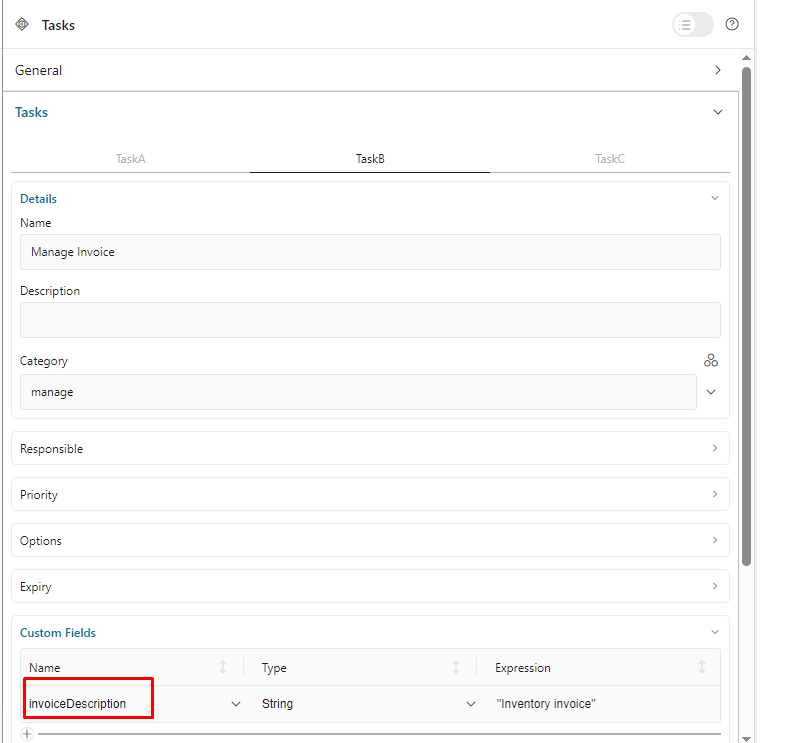 Tasks
General
Tasks
TaskA TaskB TaskC
Details
Name
Manage Invoice
Description
Category
manage
Responsible
Priority
Options
Expiry
Custom Fields
Name Type Expression
invoiceDescription String "Inventory invoice"